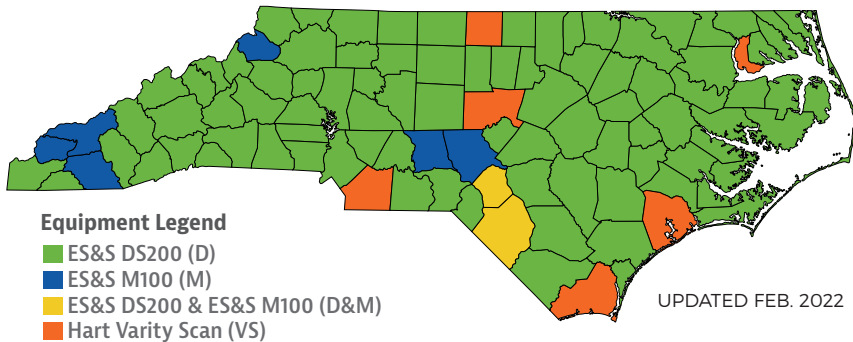 Equipment Legend
ES&S DS200 (D)
ES&S M100 (M)
ES&S DS200 & ES&S M100 (D&M)
Hart Varity Scan (VS)
UPDATED FEB. 2022